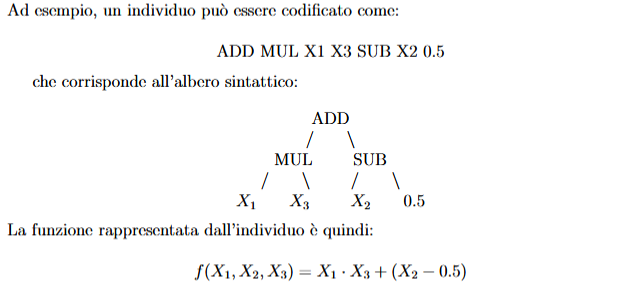 Ad esempio, un individuo può essere codificato come:
ADD MUL X1 X3 SUB X2 0.5
che corrisponde all'albero sintattico:
ADD
/ \
MUL SUB
/ \ / \
X₁ X₃ X₂ 0.5
La funzione rappresentata dall'individuo è quindi:
f(X₁, X₂, X₃) = X₁ · X₃ + (X₂ − 0.5)